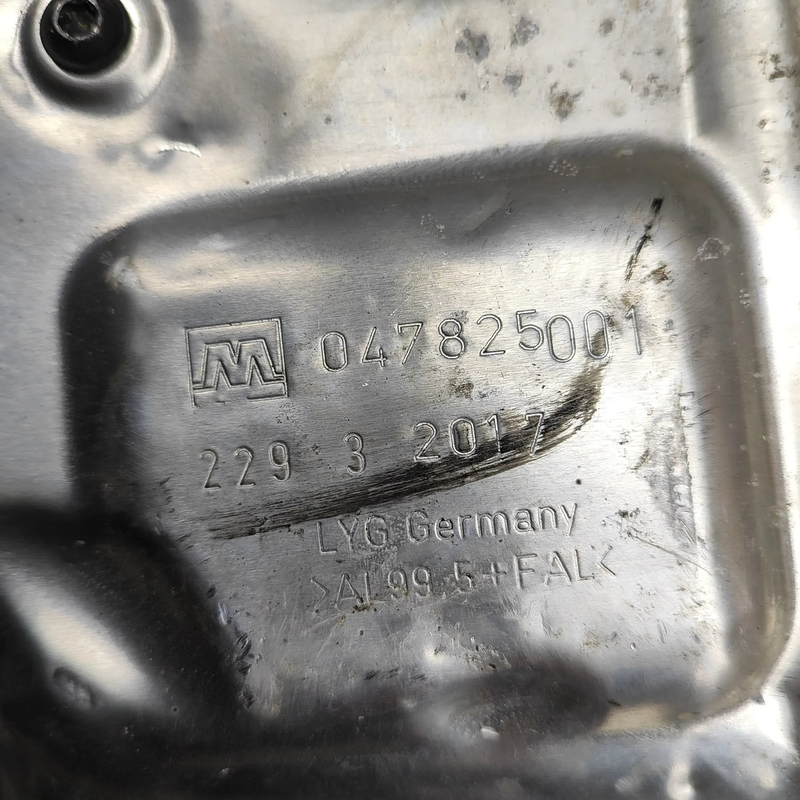 M 047825001
229 3 2017
LYG Germany
>AL99.5+FAL<